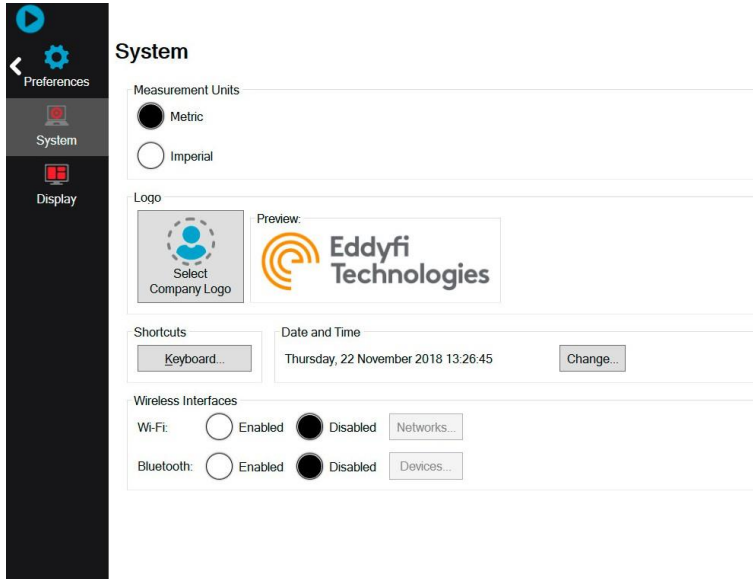 Preferences
System
Display
System
Measurement Units
Metric
Imperial
Logo
Select
Company Logo
Preview:
Eddyfi
Technologies
Shortcuts
Keyboard...
Date and Time
Thursday, 22 November 2018 13:26:45
Change...
Wireless Interfaces
Wi-Fi: Enabled Disabled Networks...
Bluetooth: Enabled Disabled Devices...